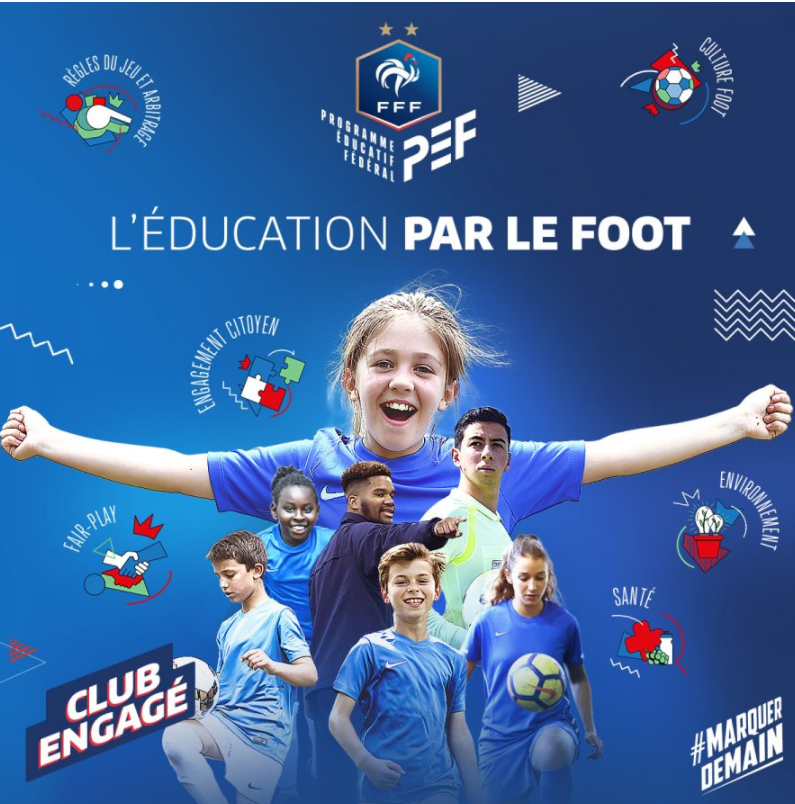 RÈGLES DU JEU ET ARBITRAGE
FFF
PROGRAMME
ÉDUCATIF
FÉDÉRAL
PEF
CULTURE FOOT
L'ÉDUCATION PAR LE FOOT
ENGAGEMENT CITOYEN
FAIR-PLAY
ENVIRONNEMENT
SANTÉ
CLUB
ENGAGÉ
#MARQUER
DEMAIN